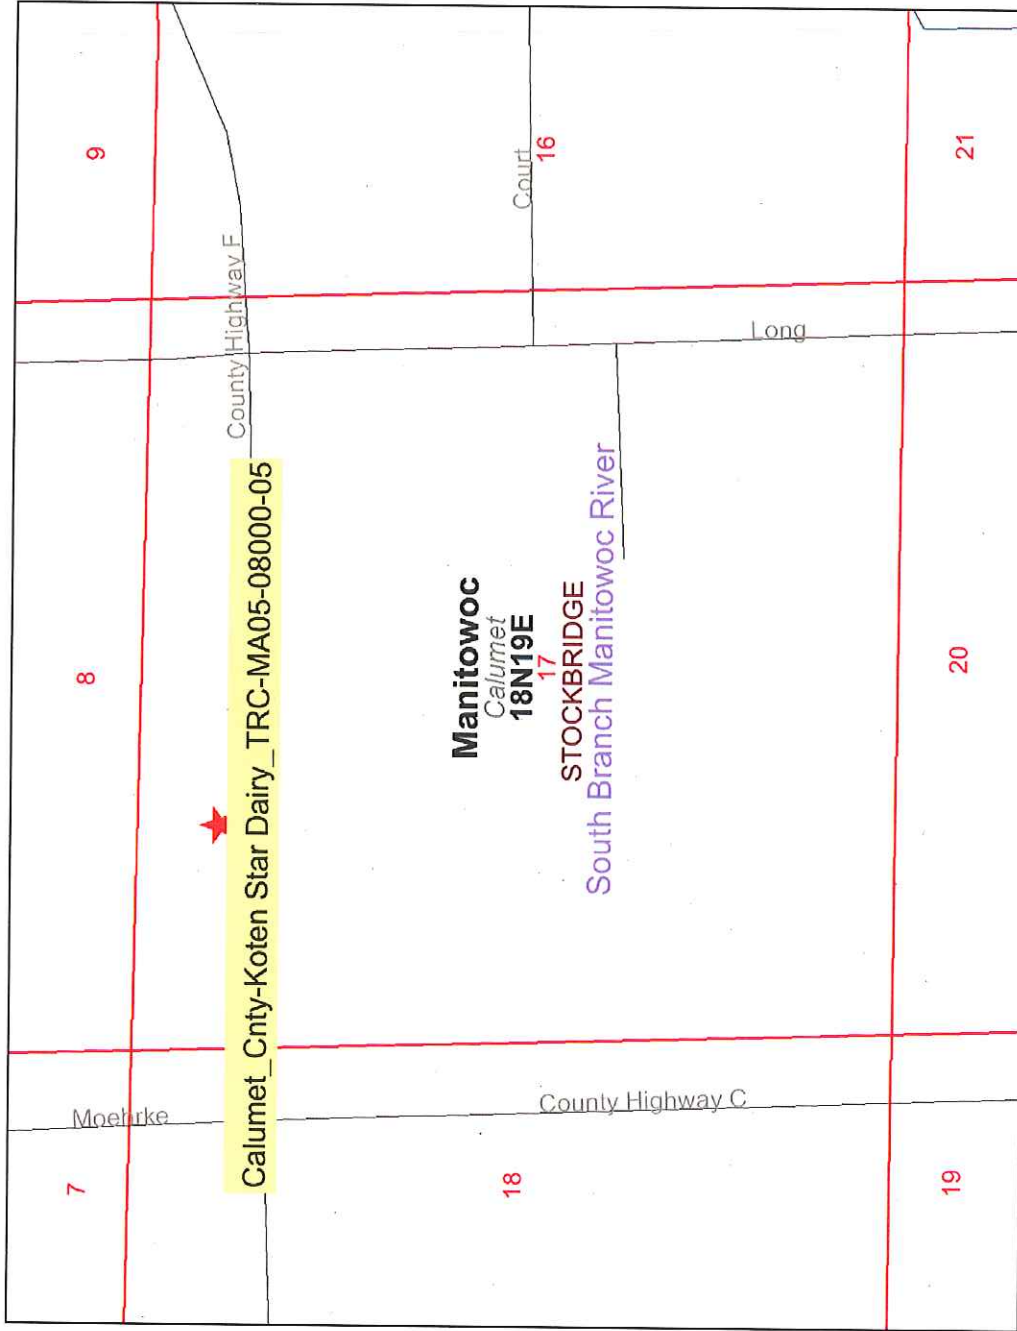 9
8
7
County Highway F
Calumet_Cnty-Koten Star Dairy_TRC-MA05-08000-05
Moehrke
Court
16
Manitowoc
Calumet
18N19E
17
STOCKBRIDGE
South Branch Manitowoc River
County Highway C
18
Long
21
20
19